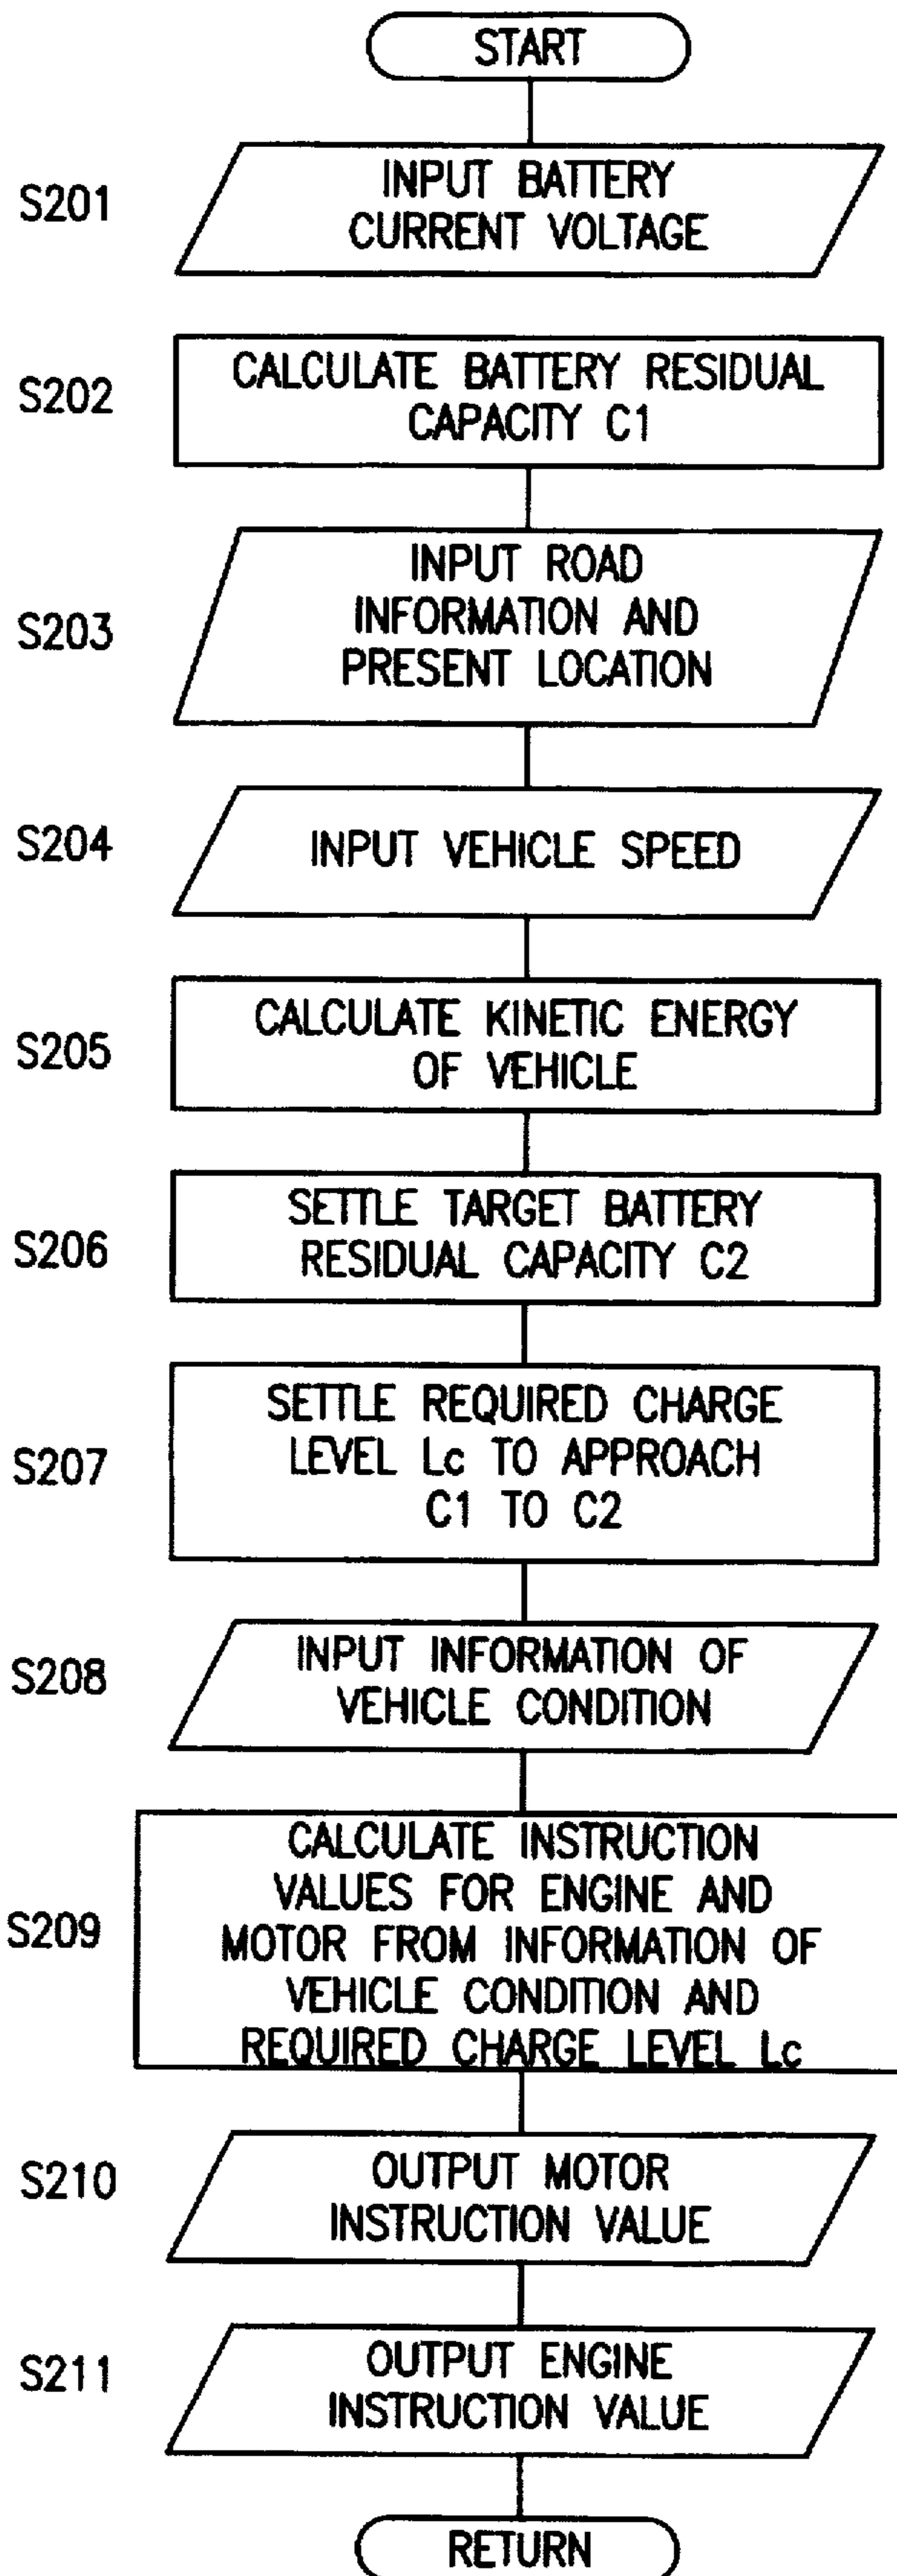 START
S201
INPUT BATTERY
CURRENT VOLTAGE
S202
CALCULATE BATTERY RESIDUAL
CAPACITY C1
S203
INPUT ROAD
INFORMATION AND
PRESENT LOCATION
S204
INPUT VEHICLE SPEED
S205
CALCULATE KINETIC ENERGY
OF VEHICLE
S206
SETTLE TARGET BATTERY
RESIDUAL CAPACITY C2
S207
SETTLE REQUIRED CHARGE
LEVEL Lc TO APPROACH
C1 TO C2
S208
INPUT INFORMATION OF
VEHICLE CONDITION
S209
CALCULATE INSTRUCTION
VALUES FOR ENGINE AND
MOTOR FROM INFORMATION OF
VEHICLE CONDITION AND
REQUIRED CHARGE LEVEL Lc
S210
OUTPUT MOTOR
INSTRUCTION VALUE
S211
OUTPUT ENGINE
INSTRUCTION VALUE
RETURN